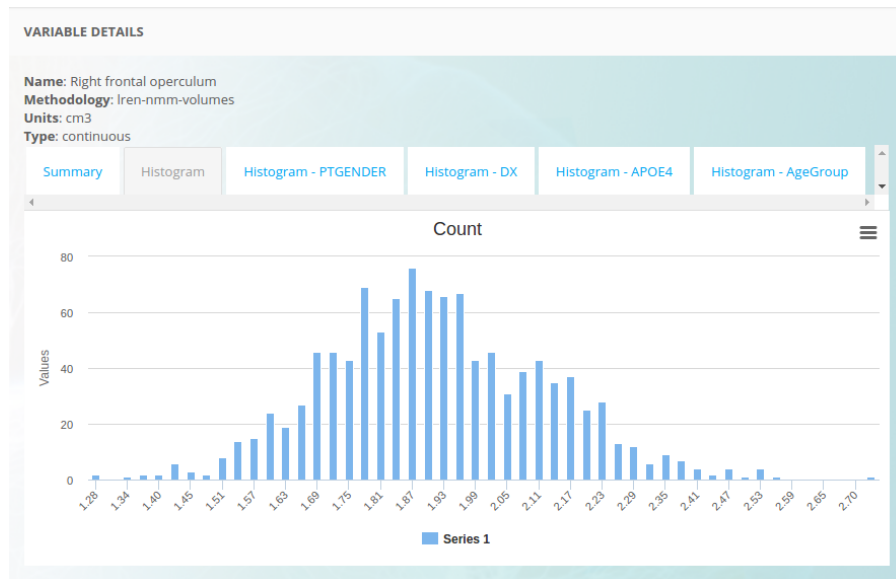 VARIABLE DETAILS
Name: Right frontal operculum
Methodology: lren-nmm-volumes
Units: cm3
Type: continuous
Summary Histogram Histogram - PTGENDER Histogram - DX Histogram - APOE4 Histogram - AgeGroup
Count
80
60
40
20
0
Values
1.28 1.34 1.40 1.45 1.51 1.57 1.63 1.69 1.75 1.81 1.87 1.93 1.99 2.05 2.11 2.17 2.23 2.29 2.35 2.41 2.47 2.53 2.59 2.65 2.70
Series 1